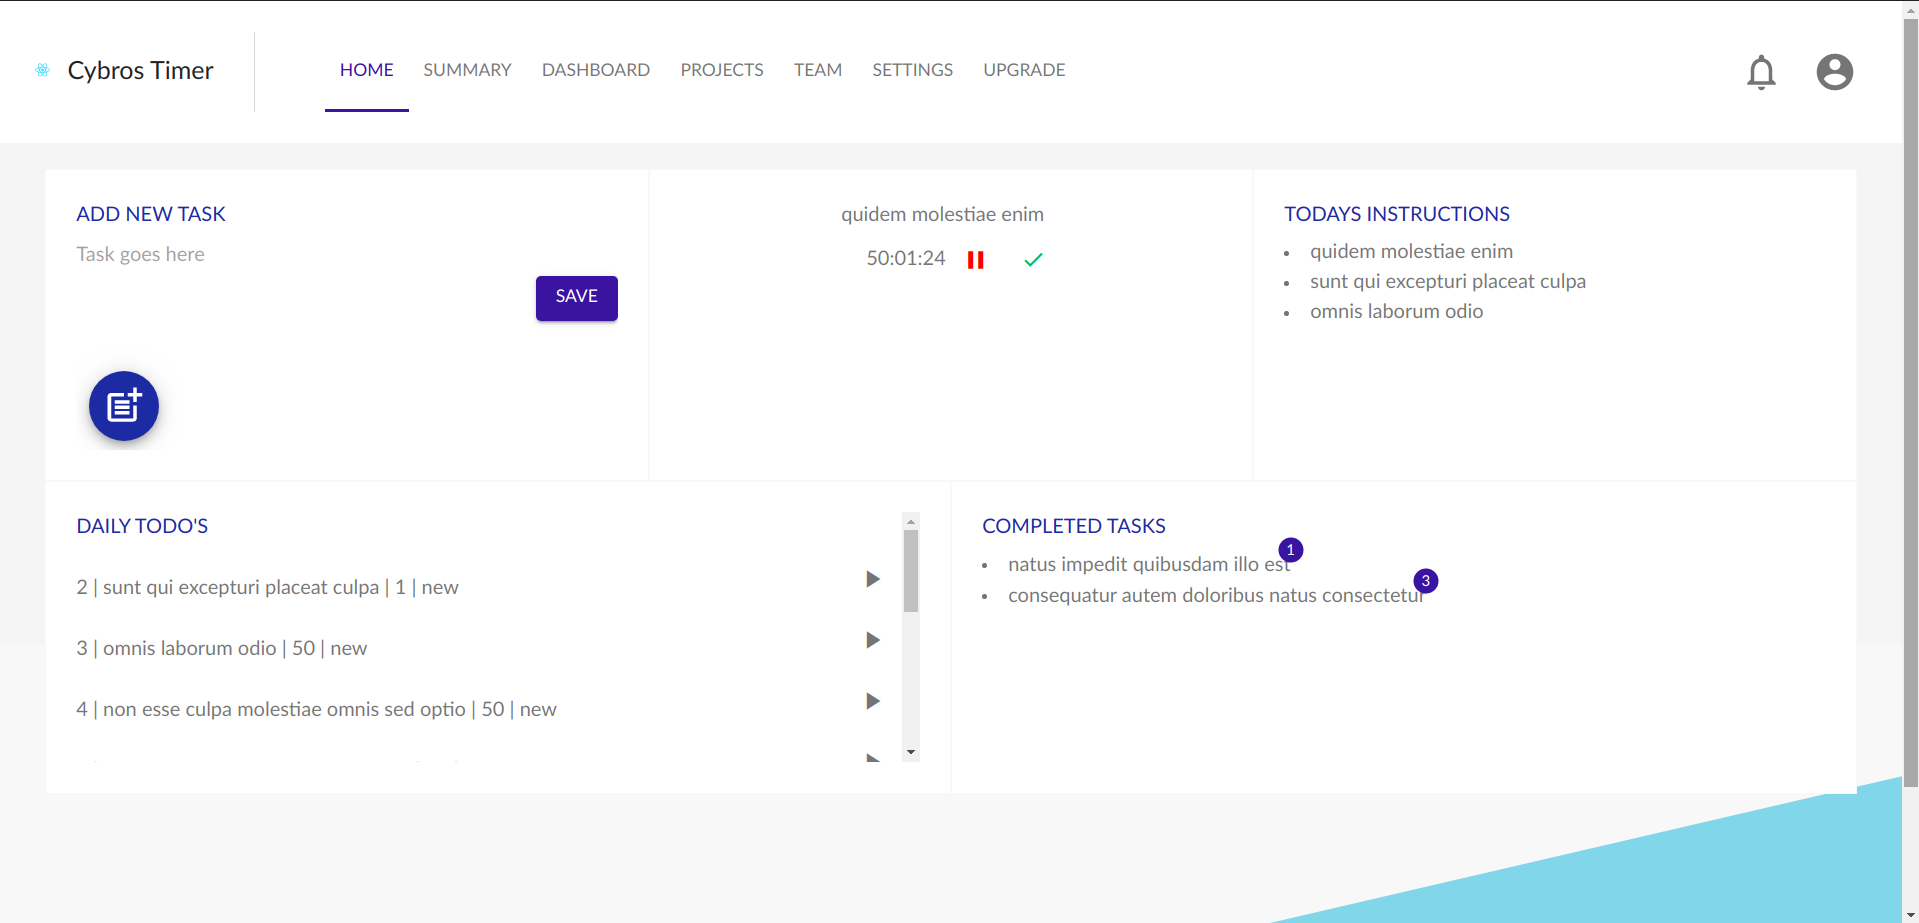 Cybros Timer
HOME SUMMARY DASHBOARD PROJECTS TEAM SETTINGS UPGRADE
ADD NEW TASK
Task goes here
SAVE
quidem molestiae enim
50:01:24
TODAYS INSTRUCTIONS
quidem molestiae enim
sunt qui excepturi placeat culpa
omnis laborum odio
DAILY TODO'S
2 | sunt qui excepturi placeat culpa | 1 | new
3 | omnis laborum odio | 50 | new
4 | non esse culpa molestiae omnis sed optio | 50 | new
COMPLETED TASKS
natus impedit quibusdam illo est 1
consequatur autem doloribus natus consectetur 3